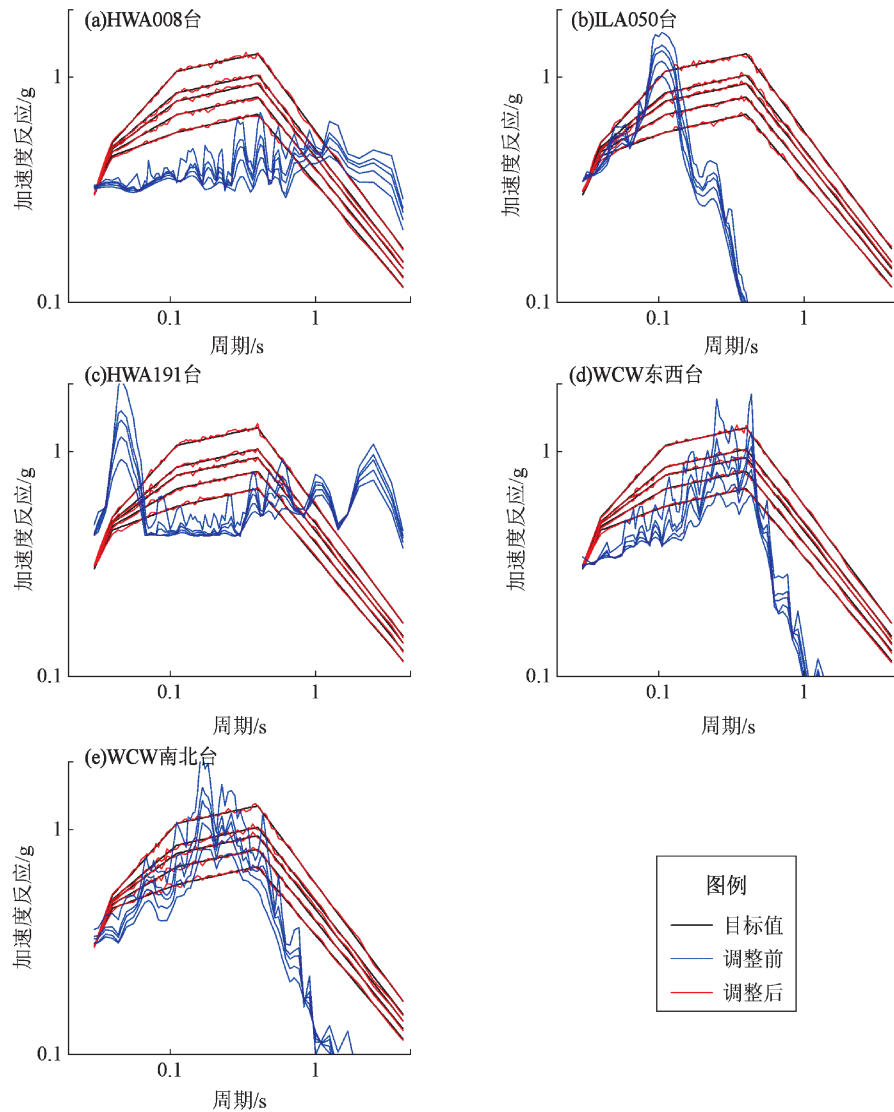 (a)HWA008台
加速度反应/g
1
0.1
0.1
1
周期/s
(b)ILA050台
加速度反应/g
1
0.1
0.1
1
周期/s
(c)HWA191台
加速度反应/g
1
0.1
0.1
1
周期/s
(d)WCW东西台
加速度反应/g
1
0.1
0.1
1
周期/s
(e)WCW南北台
加速度反应/g
1
0.1
0.1
1
周期/s
图例
目标值
调整前
调整后